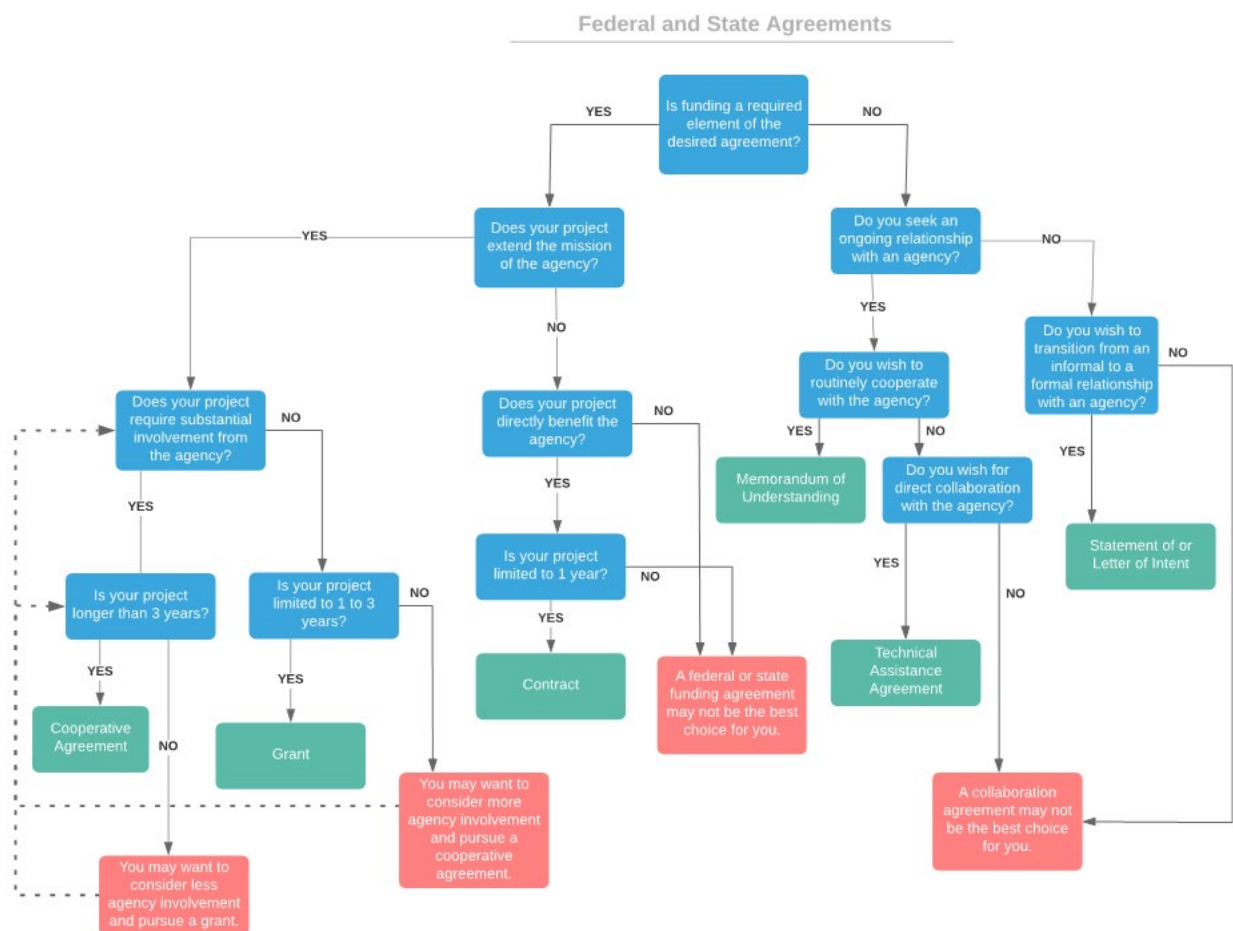 Federal and State Agreements
Is funding a required
element of the
desired agreement?
YES
NO
Does your project
extend the mission
of the agency?
Do you seek an
ongoing relationship
with an agency?
YES
NO
YES
NO
Do you wish to
transition from an
informal to a
formal relationship
with an agency?
NO
Do you wish to
routinely cooperate
with the agency?
Does your project
require substantial
involvement from
the agency?
NO
Does your project
directly benefit the
agency?
NO
YES
NO
YES
Memorandum of
Understanding
Do you wish for
direct collaboration
with the agency?
YES
YES
Statement of or
Letter of Intent
Is your project
limited to 1 year?
NO
YES
NO
Is your project
longer than 3 years?
Is your project
limited to 1 to 3
years?
NO
YES
YES
YES
Contract
A federal or state
funding agreement
may not be the best
choice for you.
Technical
Assistance
Agreement
Cooperative
Agreement
NO
Grant
You may want to
consider more
agency involvement
and pursue a
cooperative
agreement.
A collaboration
agreement may not
be the best choice
for you.
You may want to
consider less
agency involvement
and pursue a grant.